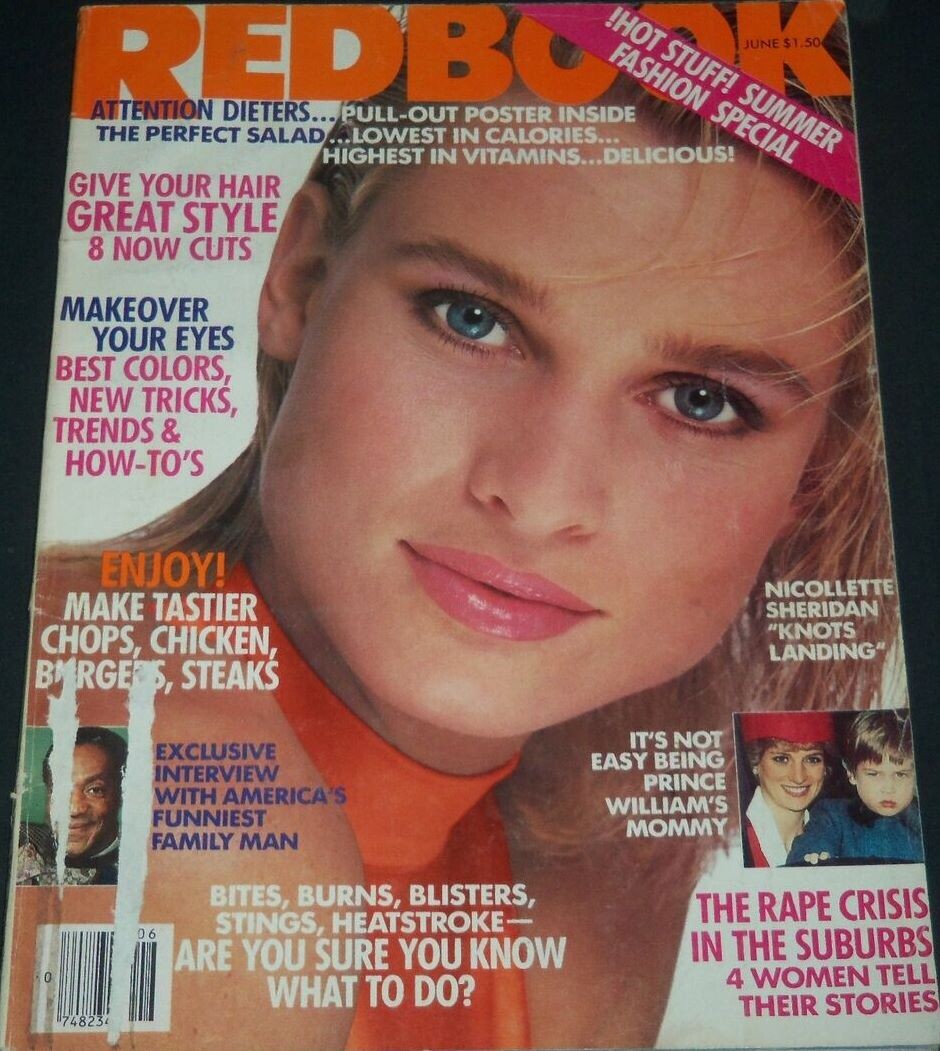 REDBOOK
JUNE $1.50
!HOT STUFF! SUMMER
FASHION SPECIAL
ATTENTION DIETERS...PULL-OUT POSTER INSIDE
THE PERFECT SALAD...LOWEST IN CALORIES...
HIGHEST IN VITAMINS...DELICIOUS!
GIVE YOUR HAIR
GREAT STYLE
8 NOW CUTS
MAKEOVER
YOUR EYES
BEST COLORS,
NEW TRICKS,
TRENDS &
HOW-TO'S
ENJOY!
MAKE TASTIER
CHOPS, CHICKEN,
BURGERS, STEAKS
NICOLLETTE
SHERIDAN
"KNOTS
LANDING"
EXCLUSIVE
INTERVIEW
WITH AMERICA'S
FUNNIEST
FAMILY MAN
IT'S NOT
EASY BEING
PRINCE
WILLIAM'S
MOMMY
BITES, BURNS, BLISTERS,
STINGS, HEATSTROKE—
ARE YOU SURE YOU KNOW
WHAT TO DO?
THE RAPE CRISIS
IN THE SUBURBS
4 WOMEN TELL
THEIR STORIES
06
0